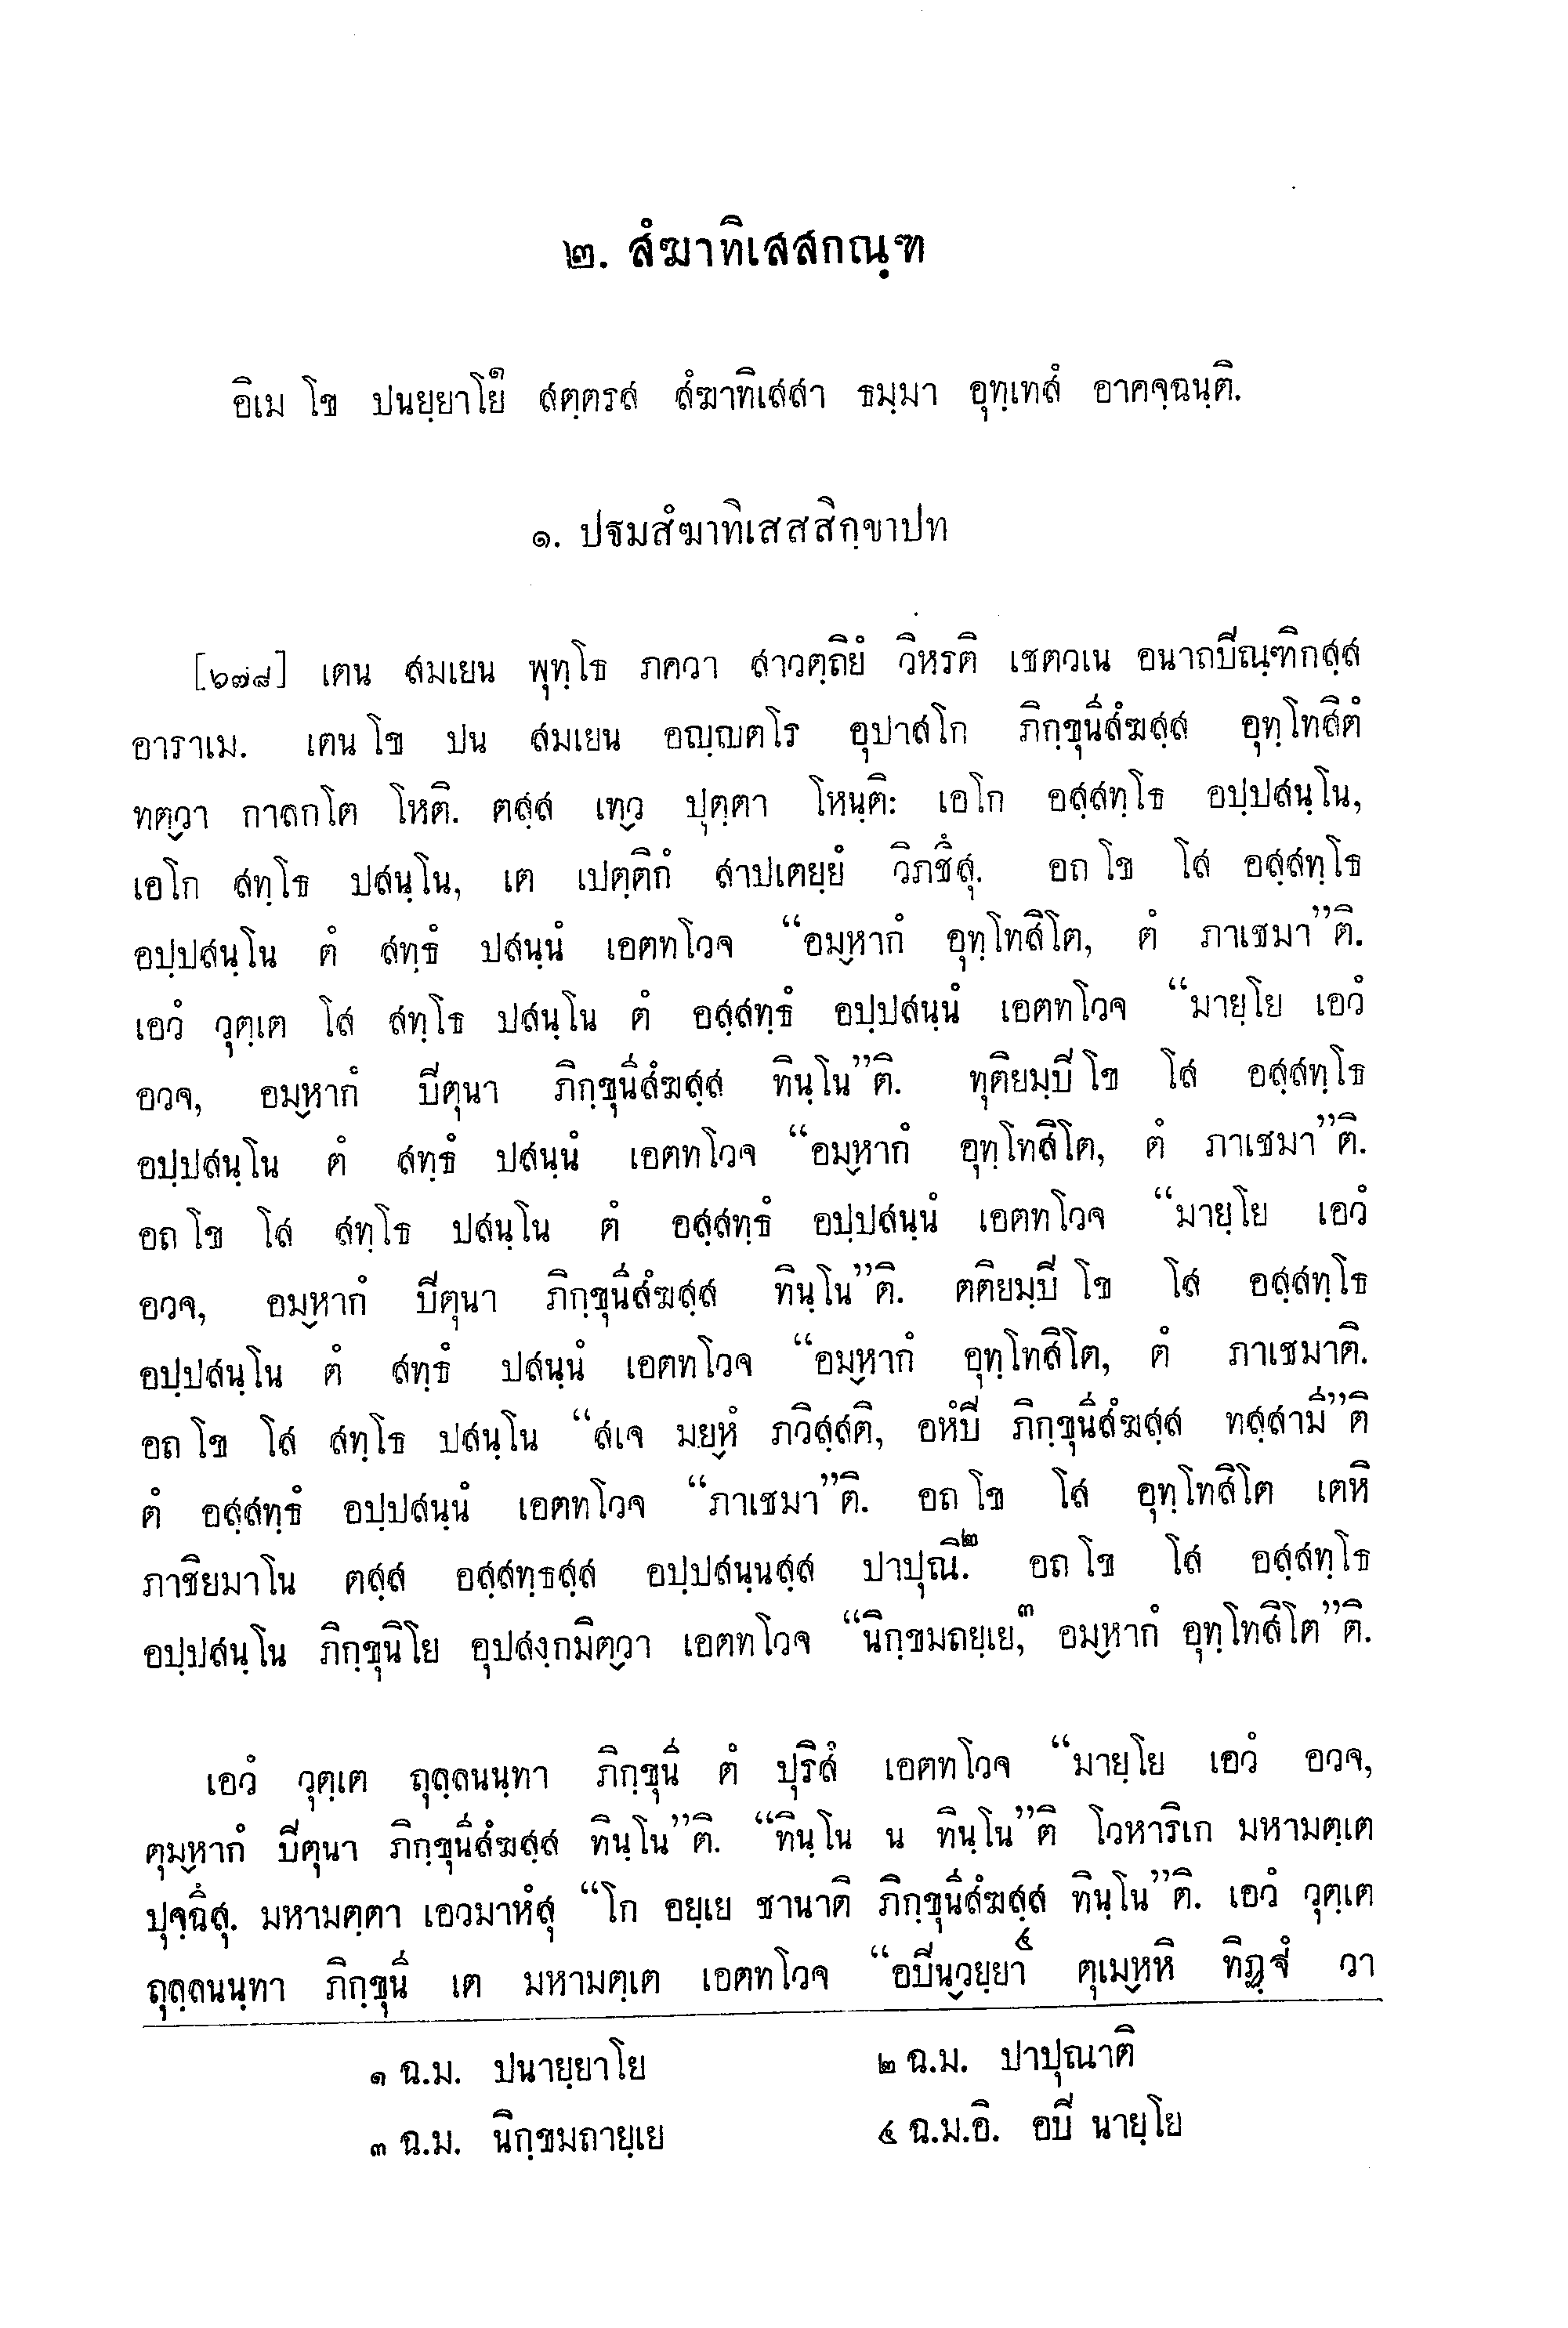 ๒. สํฆาทิเสสกณฺฑ
อิเม โข ปนยฺยาโย๑ สตฺตรส สํฆาทิเสสา ธมฺมา อุทฺเทสํ อาคจฺฉนฺติ.
๑. ปฐมสํฆาทิเสสสิกฺขาปท
[๖๗๘] เตน สมเยน พุทฺโธ ภควา สาวตฺถิยํ วิหรติ เชตวเน อนาถปิณฺฑิกสฺส
อาราเม. เตน โข ปน สมเยน อญฺญตโร อุปาสโก ภิกฺขุนีสํฆสฺส อุทฺโทสิตํ
ทตฺวา กาลกโต โหติ. ตสฺส เทฺว ปุตฺตา โหนฺติ: เอโก อสฺสทฺโธ อปฺปสนฺโน,
เอโก สทฺโธ ปสนฺโน, เต เปตฺติกํ สาปเตยฺยํ วิภชึสุ. อถ โข โส อสฺสทฺโธ
อปฺปสนฺโน ตํ สทฺธํ ปสนฺนํ เอตทโวจ “อมฺหากํ อุทฺโทสิโต, ตํ ภาเชมา”ติ.
เอวํ วุตฺเต โส สทฺโธ ปสนฺโน ตํ อสฺสทฺธํ อปฺปสนฺนํ เอตทโวจ “มายฺโย เอวํ
อวจ, อมฺหากํ ปิตุนา ภิกฺขุนีสํฆสฺส ทินฺโน”ติ. ทุติยมฺปิ โข โส อสฺสทฺโธ
อปฺปสนฺโน ตํ สทฺธํ ปสนฺนํ เอตทโวจ “อมฺหากํ อุทฺโทสิโต, ตํ ภาเชมา”ติ.
อถ โข โส สทฺโธ ปสนฺโน ตํ อสฺสทฺธํ อปฺปสนฺนํ เอตทโวจ “มายฺโย เอวํ
อวจ, อมฺหากํ ปิตุนา ภิกฺขุนีสํฆสฺส ทินฺโน”ติ. ตติยมฺปิ โข โส อสฺสทฺโธ
อปฺปสนฺโน ตํ สทฺธํ ปสนฺนํ เอตทโวจ “อมฺหากํ อุทฺโทสิโต, ตํ ภาเชมาติ.
อถ โข โส สทฺโธ ปสนฺโน “สเจ มยฺหํ ภวิสฺสติ, อหํปิ ภิกฺขุนีสํฆสฺส ทสฺสามี”ติ
ตํ อสฺสทฺธํ อปฺปสนฺนํ เอตทโวจ “ภาเชมา”ติ. อถ โข โส อุทฺโทสิโต เตหิ
ภาชิยมาโน ตสฺส อสฺสทฺธสฺส อปฺปสนฺนสฺส ปาปุณิ.๒ อถ โข โส อสฺสทฺโธ
อปฺปสนฺโน ภิกฺขุนิโย อุปสงฺกมิตฺวา เอตทโวจ “นิกฺขมถยฺเย,๓ อมฺหากํ อุทฺโทสิโต”ติ.
เอวํ วุตฺเต ถุลฺลนนฺทา ภิกฺขุนี ตํ ปุริสํ เอตทโวจ “มายฺโย เอวํ อวจ,
ตุมฺหากํ ปิตุนา ภิกฺขุนีสํฆสฺส ทินฺโน”ติ. “ทินฺโน น ทินฺโน”ติ โวหาริเก มหามตฺเต
ปุจฺฉึสุ. มหามตฺตา เอวมาหํสุ “โก อยฺเย ชานาติ ภิกฺขุนีสํฆสฺส ทินฺโน”ติ. เอวํ วุตฺเต
ถุลฺลนนฺทา ภิกฺขุนี เต มหามตฺเต เอตทโวจ “อปินฺวยฺยา๔ ตุเมฺหหิ ทิฏฺฐํ วา
๑ ฉ.ม. ปนายฺยาโย ๒ ฉ.ม. ปาปุณาติ
๓ ฉ.ม. นิกฺขมถายฺเย ๔ ฉ.ม.อิ. อปิ นายฺโย